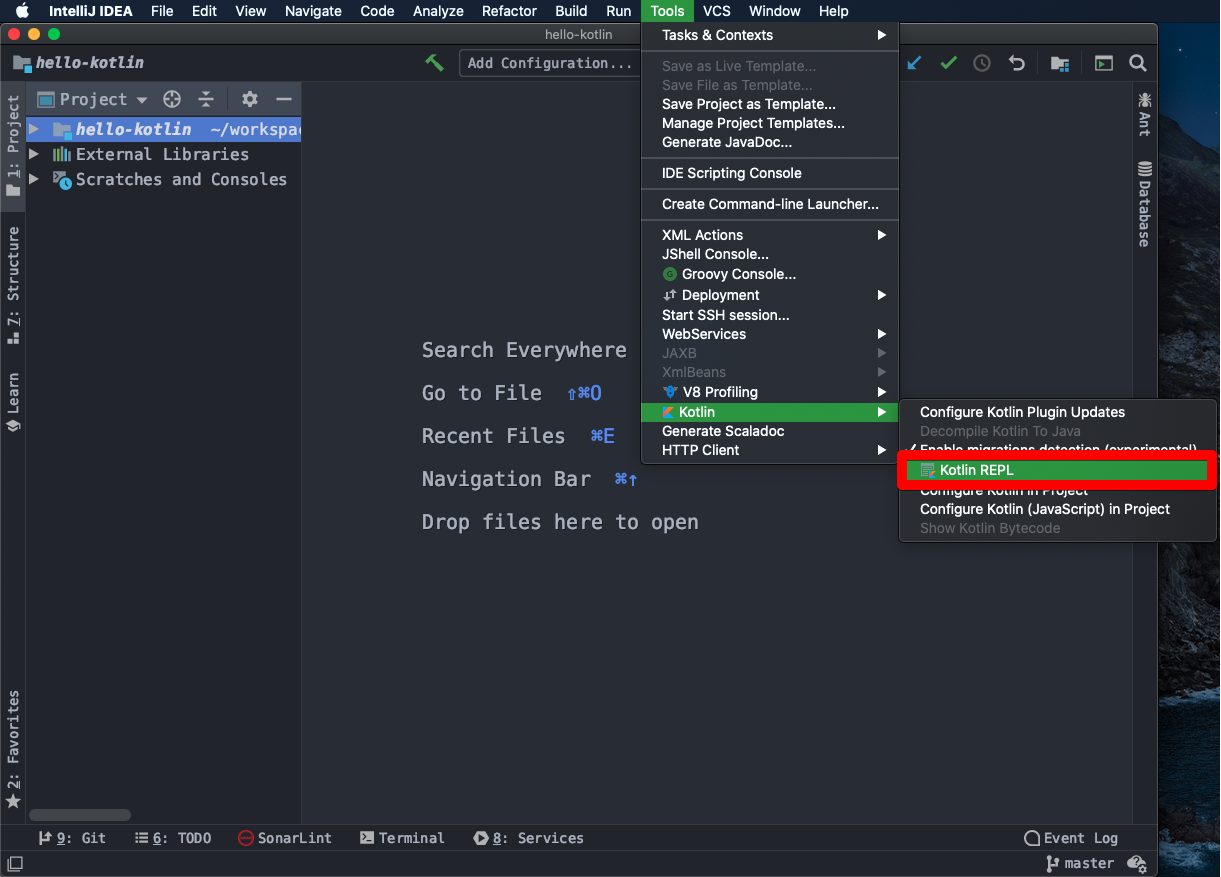 IntelliJ IDEA File Edit View Navigate Code Analyze Refactor Build Run Tools VCS Window Help
hello-kotlin
hello-kotlin
Add Configuration...
Project
hello-kotlin ~/workspa
External Libraries
Scratches and Consoles
1: Project
Z: Structure
Learn
2: Favorites
Search Everywhere
Go to File ⇧⌘O
Recent Files ⌘E
Navigation Bar ⌘↑
Drop files here to open
Tasks & Contexts
Save as Live Template...
Save File as Template...
Save Project as Template...
Manage Project Templates...
Generate JavaDoc...
IDE Scripting Console
Create Command-line Launcher...
XML Actions
JShell Console...
G Groovy Console...
Deployment
Start SSH session...
WebServices
JAXB
XmlBeans
V8 Profiling
Kotlin
Generate Scaladoc
HTTP Client
Configure Kotlin Plugin Updates
Decompile Kotlin To Java
✓ Enable migrations detection (experimental)
Kotlin REPL
Configure Kotlin in Project
Configure Kotlin (JavaScript) in Project
Show Kotlin Bytecode
Ant
Database
9: Git
6: TODO
SonarLint
Terminal
8: Services
Event Log
master